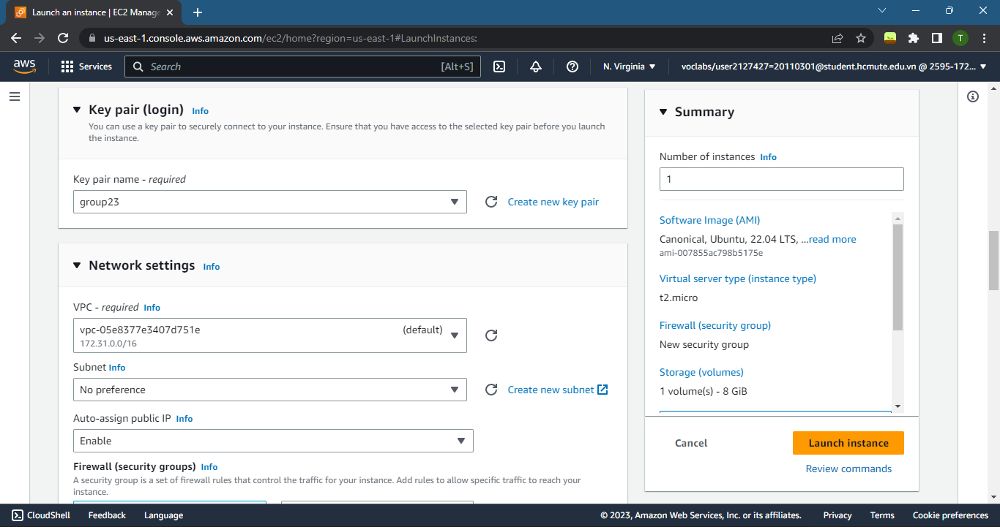 Launch an instance | EC2 Manage
us-east-1.console.aws.amazon.com/ec2/home?region=us-east-1#LaunchInstances:
T
aws
Services
Search
[Alt+S]
N. Virginia
voclabs/user2127427=20110301@student.hcmute.edu.vn @ 2595-172...
Key pair (login) Info
You can use a key pair to securely connect to your instance. Ensure that you have access to the selected key pair before you launch
the instance.
Key pair name - required
group23
Create new key pair
Network settings Info
VPC - required Info
vpc-05e8377e3407d751e (default)
172.31.0.0/16
Subnet Info
No preference
Create new subnet
Auto-assign public IP Info
Enable
Firewall (security groups) Info
A security group is a set of firewall rules that control the traffic for your instance. Add rules to allow specific traffic to reach your
instance.
Summary
Number of instances Info
1
Software Image (AMI)
Canonical, Ubuntu, 22.04 LTS, ...read more
ami-007855ac798b5175e
Virtual server type (instance type)
t2.micro
Firewall (security group)
New security group
Storage (volumes)
1 volume(s) - 8 GiB
Cancel
Launch instance
Review commands
CloudShell
Feedback
Language
© 2023, Amazon Web Services, Inc. or its affiliates.
Privacy
Terms
Cookie preferences